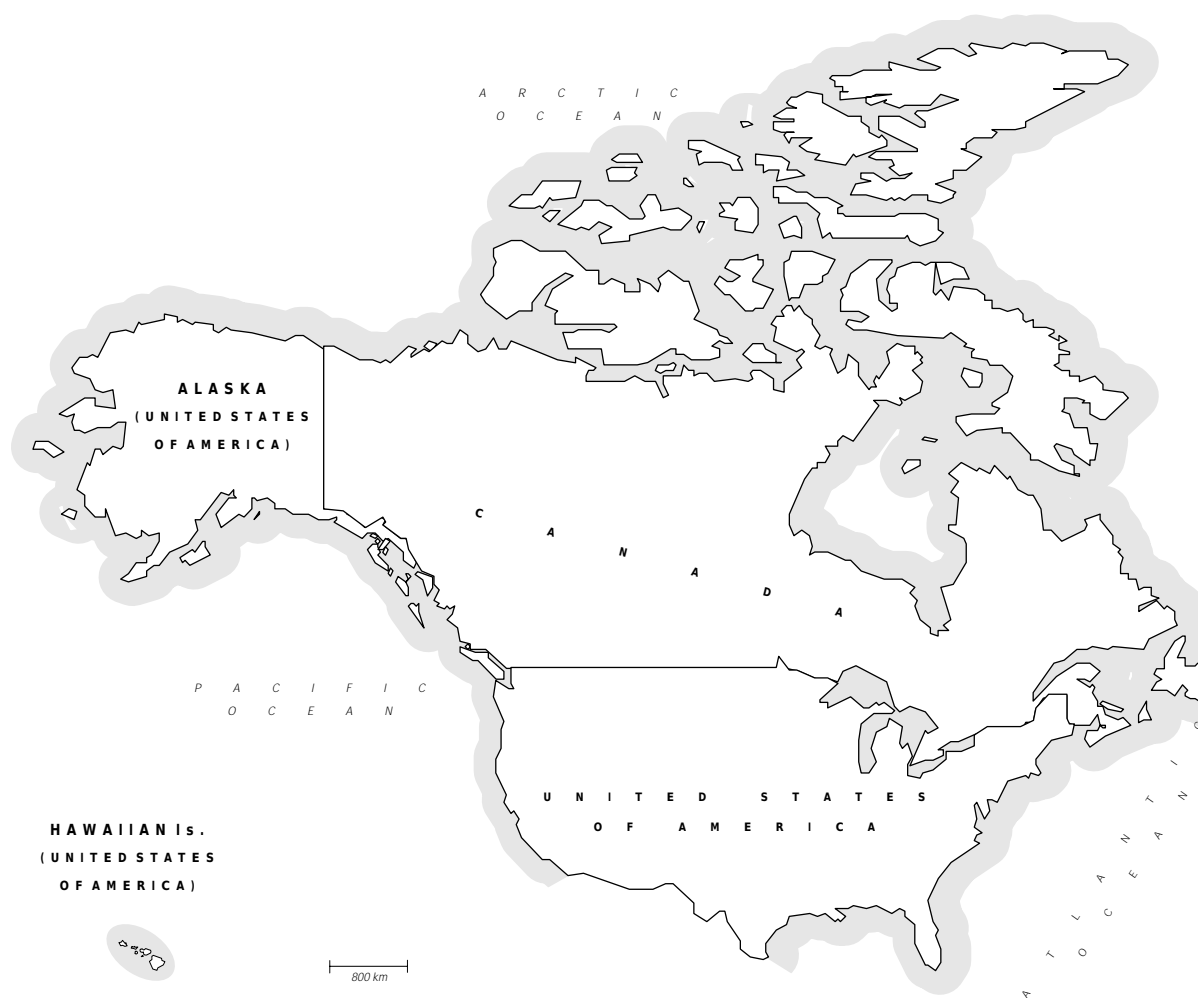 ARCTIC
OCEAN
ALASKA
(UNITED STATES
OF AMERICA)
CANADA
PACIFIC
OCEAN
UNITED STATES
OF AMERICA
ATLANTIC
OCEAN
HAWAIIAN Is.
(UNITED STATES
OF AMERICA)
800 km